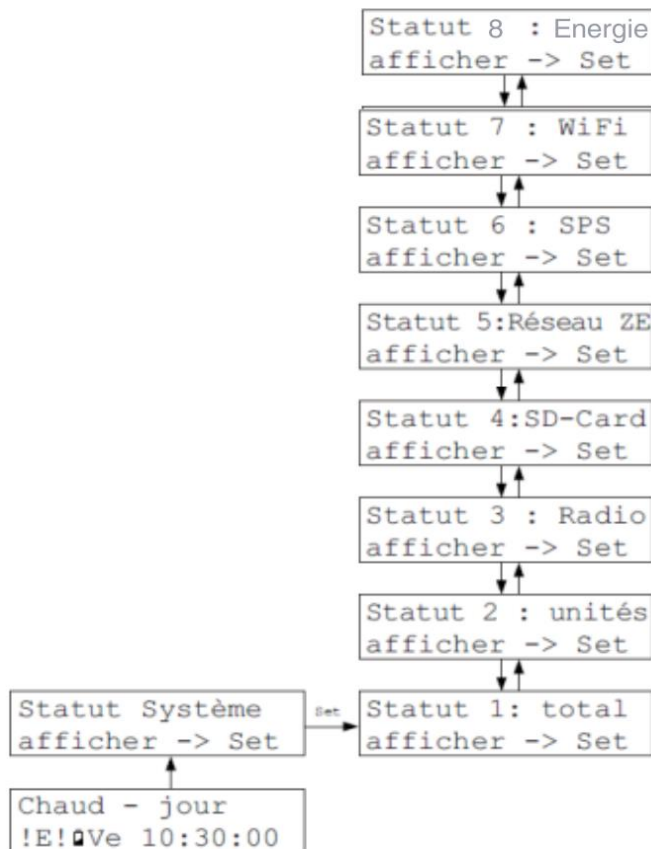 Statut 8 : Energie
afficher -> Set
Statut 7 : WiFi
afficher -> Set
Statut 6 : SPS
afficher -> Set
Statut 5:Réseau ZE
afficher -> Set
Statut 4:SD-Card
afficher -> Set
Statut 3 : Radio
afficher -> Set
Statut 2 : unités
afficher -> Set
Statut Système
afficher -> Set
Set
Statut 1: total
afficher -> Set
Chaud - jour
!E! Ve 10:30:00